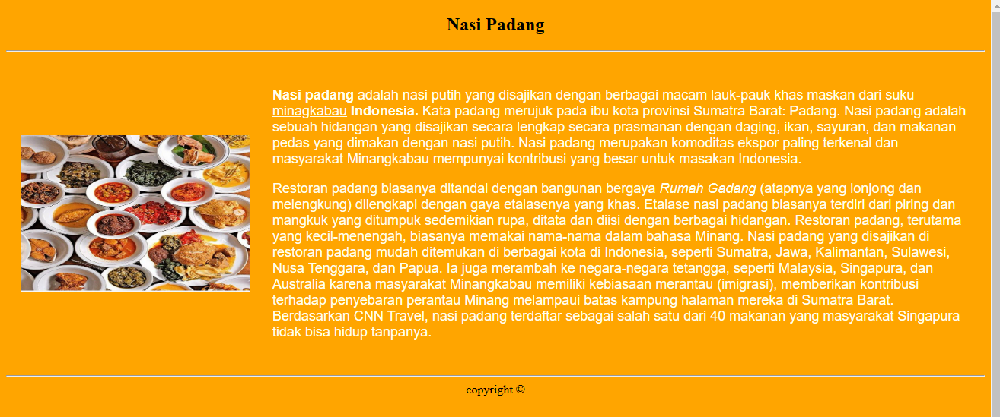 Nasi Padang
Nasi padang adalah nasi putih yang disajikan dengan berbagai macam lauk-pauk khas maskan dari suku
minagkabau Indonesia. Kata padang merujuk pada ibu kota provinsi Sumatra Barat: Padang. Nasi padang adalah
sebuah hidangan yang disajikan secara lengkap secara prasmanan dengan daging, ikan, sayuran, dan makanan
pedas yang dimakan dengan nasi putih. Nasi padang merupakan komoditas ekspor paling terkenal dan
masyarakat Minangkabau mempunyai kontribusi yang besar untuk masakan Indonesia.
Restoran padang biasanya ditandai dengan bangunan bergaya Rumah Gadang (atapnya yang lonjong dan
melengkung) dilengkapi dengan gaya etalasenya yang khas. Etalase nasi padang biasanya terdiri dari piring dan
mangkuk yang ditumpuk sedemikian rupa, ditata dan diisi dengan berbagai hidangan. Restoran padang, terutama
yang kecil-menengah, biasanya memakai nama-nama dalam bahasa Minang. Nasi padang yang disajikan di
restoran padang mudah ditemukan di berbagai kota di Indonesia, seperti Sumatra, Jawa, Kalimantan, Sulawesi,
Nusa Tenggara, dan Papua. Ia juga merambah ke negara-negara tetangga, seperti Malaysia, Singapura, dan
Australia karena masyarakat Minangkabau memiliki kebiasaan merantau (imigrasi), memberikan kontribusi
terhadap penyebaran perantau Minang melampaui batas kampung halaman mereka di Sumatra Barat.
Berdasarkan CNN Travel, nasi padang terdaftar sebagai salah satu dari 40 makanan yang masyarakat Singapura
tidak bisa hidup tanpanya.
copyright ©